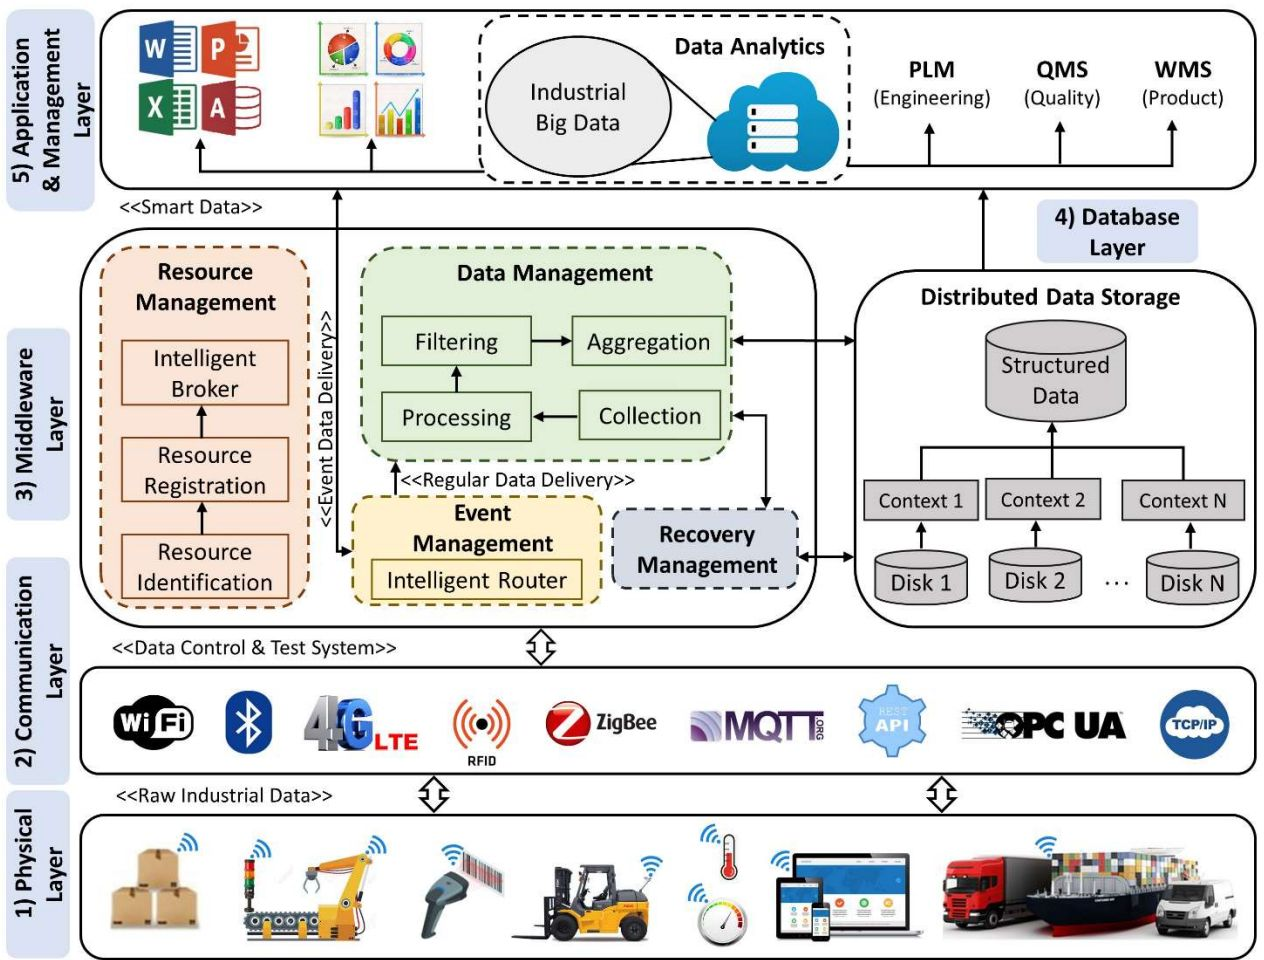 5) Application
& Management
Layer
W
P
X
A
Industrial
Big Data
Data Analytics
PLM
(Engineering)
QMS
(Quality)
WMS
(Product)
<<Smart Data>>
4) Database
Layer
3) Middleware
Layer
Resource
Management
Intelligent
Broker
Resource
Registration
Resource
Identification
<<Event Data Delivery>>
Data Management
Filtering
Aggregation
Processing
Collection
<<Regular Data Delivery>>
Event
Management
Intelligent Router
Recovery
Management
Distributed Data Storage
Structured
Data
Context 1
Context 2
Context N
Disk 1
Disk 2
...
Disk N
<<Data Control & Test System>>
2) Communication
Layer
WiFi
4G LTE
RFID
Z ZigBee
MQTT.ORG
REST
API
OPC UA
TCP/IP
<<Raw Industrial Data>>
1) Physical
Layer